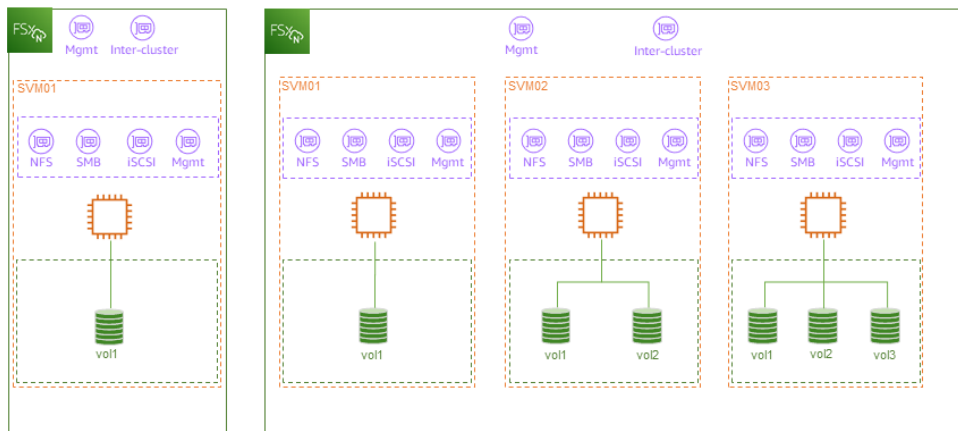 FSx N
Mgmt Inter-cluster
SVM01
NFS SMB iSCSI Mgmt
vol1
FSx N
Mgmt Inter-cluster
SVM01
NFS SMB iSCSI Mgmt
vol1
SVM02
NFS SMB iSCSI Mgmt
vol1 vol2
SVM03
NFS SMB iSCSI Mgmt
vol1 vol2 vol3